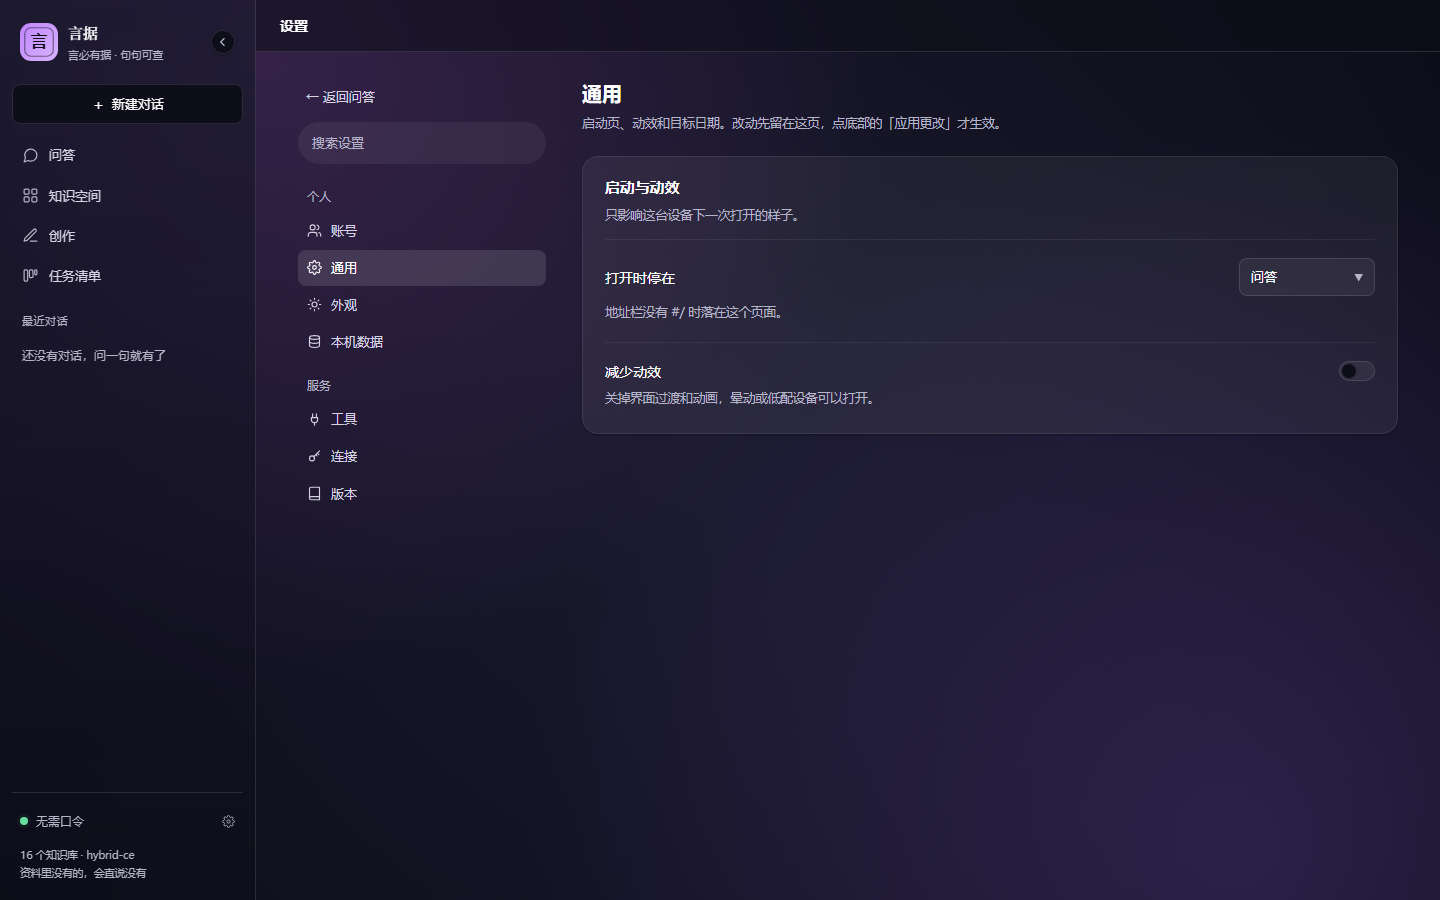 言
言据
言必有据 · 句句可查
+ 新建对话
问答
知识空间
创作
任务清单
最近对话
还没有对话，问一句就有了
无需口令
16 个知识库 · hybrid-ce
资料里没有的，会直说没有
设置
← 返回问答
搜索设置
个人
账号
通用
外观
本机数据
服务
工具
连接
版本
通用
启动页、动效和目标日期。改动先留在这页，点底部的「应用更改」才生效。
启动与动效
只影响这台设备下一次打开的样子。
打开时停在
问答
地址栏没有 #/ 时落在这个页面。
减少动效
关掉界面过渡和动画，晕动或低配设备可以打开。